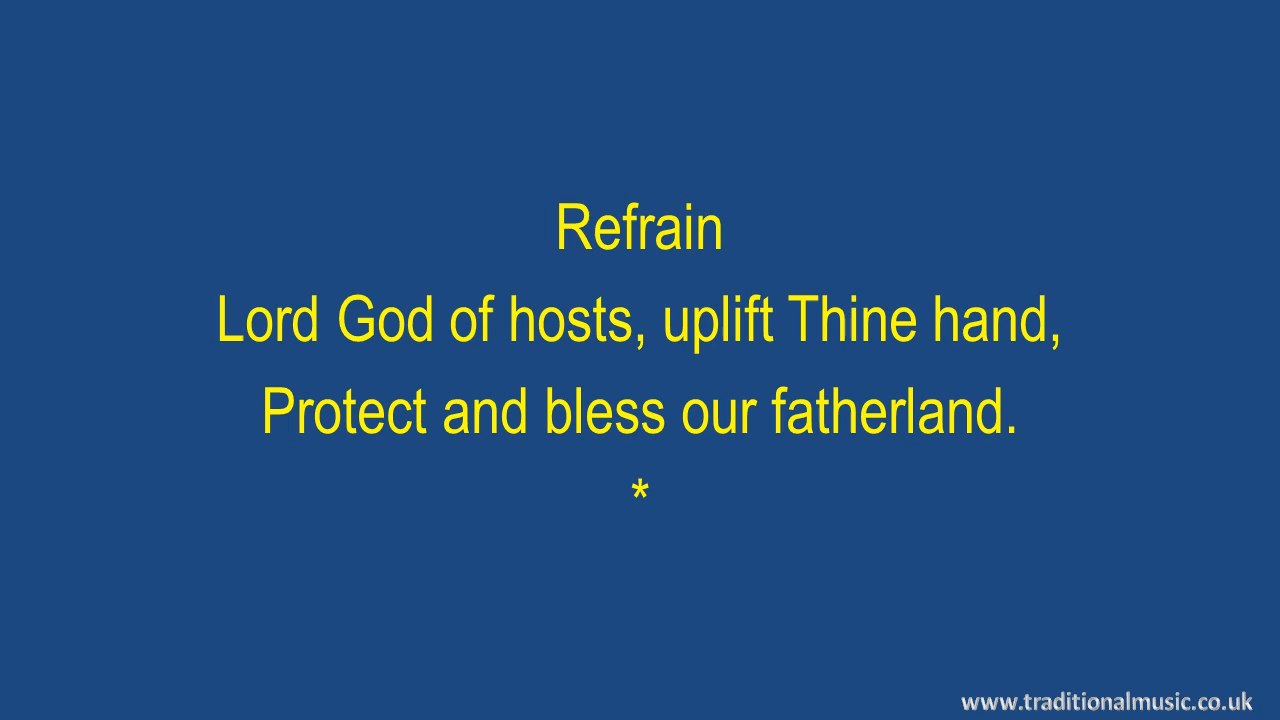 Refrain
Lord God of hosts, uplift Thine hand,
Protect and bless our fatherland.
*
www.traditionalmusic.co.uk